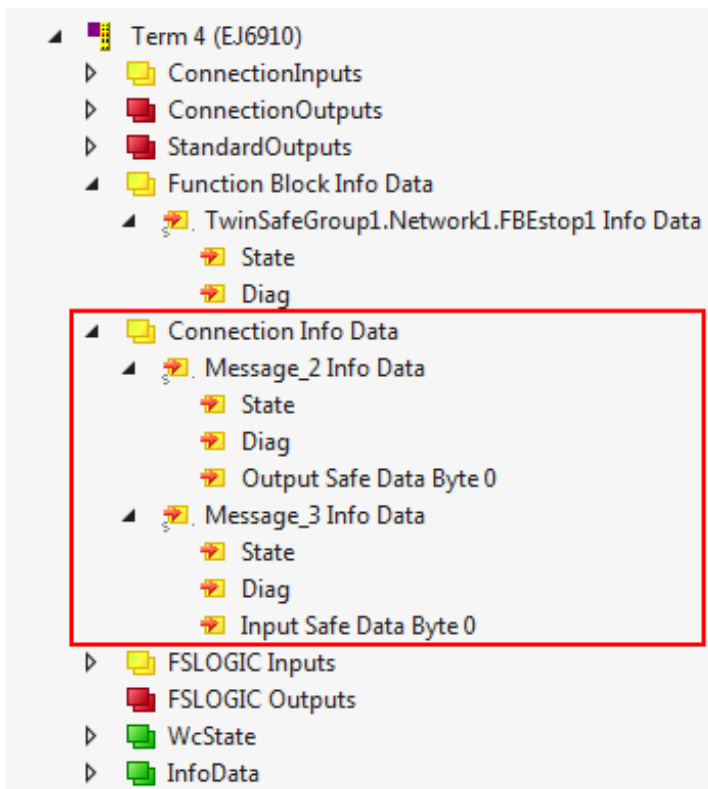 Term 4 (EJ6910)
ConnectionInputs
ConnectionOutputs
StandardOutputs
Function Block Info Data
TwinSafeGroup1.Network1.FBEstop1 Info Data
State
Diag
Connection Info Data
Message_2 Info Data
State
Diag
Output Safe Data Byte 0
Message_3 Info Data
State
Diag
Input Safe Data Byte 0
FSLOGIC Inputs
FSLOGIC Outputs
WcState
InfoData